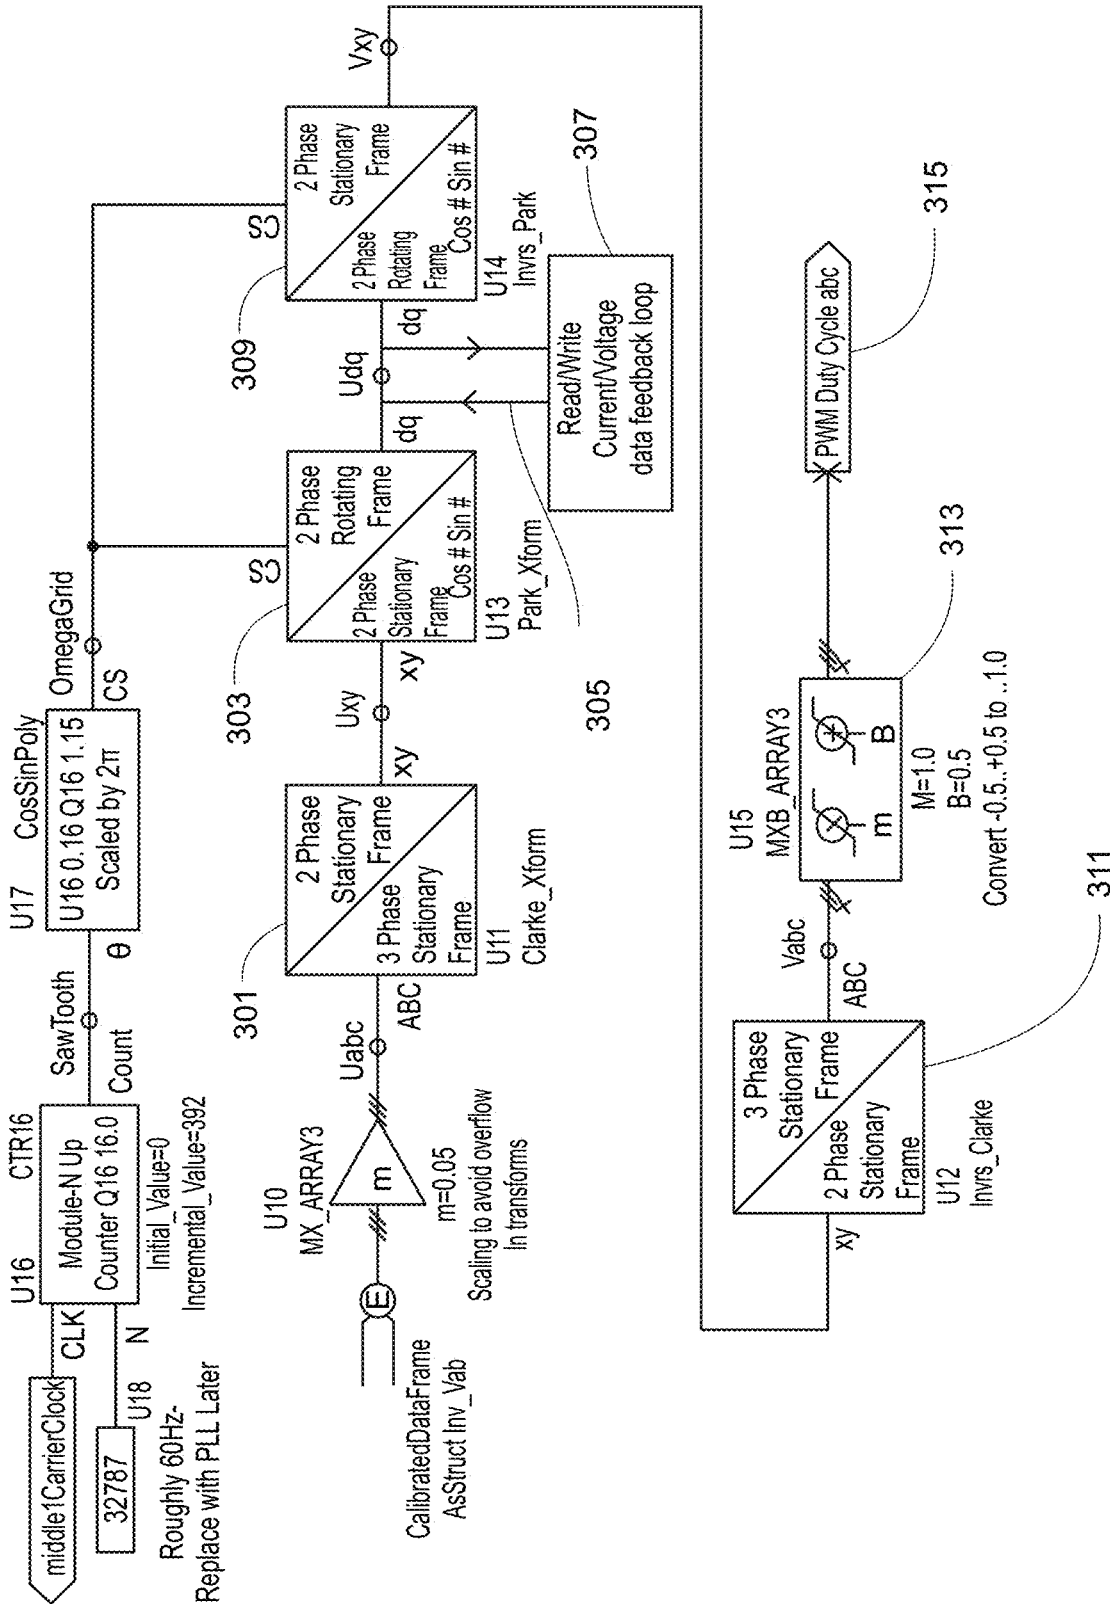 middle1CarrierClock
32787
U18
Roughly 60Hz-
Replace with PLL Later
CLK
N
U16
CTR16
Module-N Up
Counter Q16 16.0
Initial_Value=0
Incremental_Value=392
SawTooth
Count
U17
CosSinPoly
U16 0.16 Q16 1.15
Scaled by 2π
θ
OmegaGrid
CS
CalibratedDataFrame
AsStruct Inv_Vab
E
U10
MX_ARRAY3
m
m=0.05
Scaling to avoid overflow
In transforms
Uabc
ABC
301
2 Phase
Stationary
Frame
3 Phase
Stationary
Frame
U11
Clarke_Xform
Uxy
xy
xy
303
CS
2 Phase
Rotating
Frame
2 Phase
Stationary
Frame
Cos # Sin #
U13
Park_Xform
305
dq
Udq
dq
Read/Write
Current/Voltage
data feedback loop
307
309
CS
2 Phase
Stationary
Frame
2 Phase
Rotating
Frame
Cos # Sin #
U14
Invrs_Park
Vxy
xy
3 Phase
Stationary
Frame
2 Phase
Stationary
Frame
U12
Invrs_Clarke
311
Vabc
ABC
U15
MXB_ARRAY3
m
B
M=1.0
B=0.5
Convert -0.5..+0.5 to ..1.0
313
PWM Duty Cycle abc
315